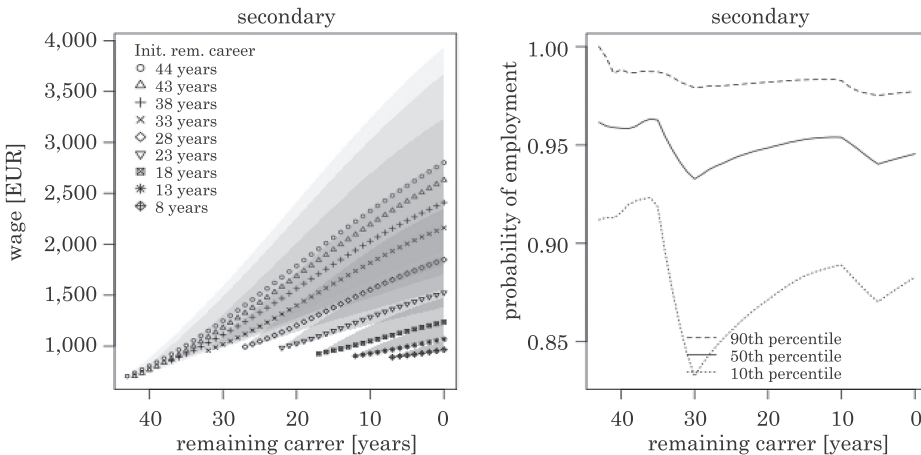 secondary
wage [EUR]
4,000
3,500
3,000
2,500
2,000
1,500
1,000
Init. rem. career
44 years
43 years
38 years
33 years
28 years
23 years
18 years
13 years
8 years
40 30 20 10 0
remaining carrer [years]
secondary
probability of employment
1.00
0.95
0.90
0.85
90th percentile
50th percentile
10th percentile
40 30 20 10 0
remaining carrer [years]